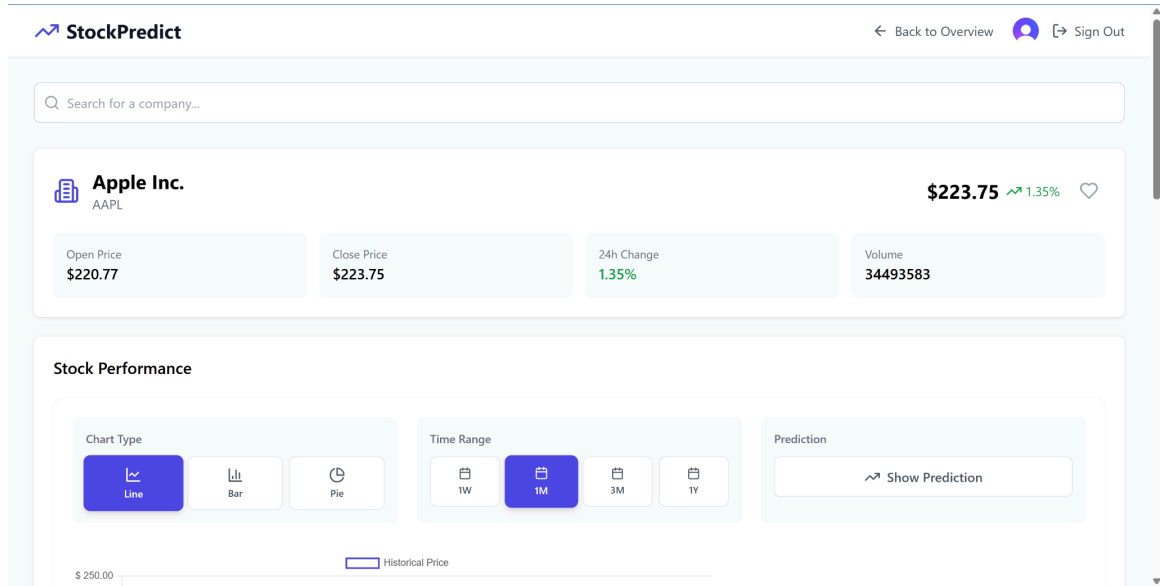 StockPredict
Back to Overview
Sign Out
Search for a company...
Apple Inc.
AAPL
$223.75 1.35%
Open Price
$220.77
Close Price
$223.75
24h Change
1.35%
Volume
34493583
Stock Performance
Chart Type
Line
Bar
Pie
Time Range
1W
1M
3M
1Y
Prediction
Show Prediction
Historical Price
$ 250.00